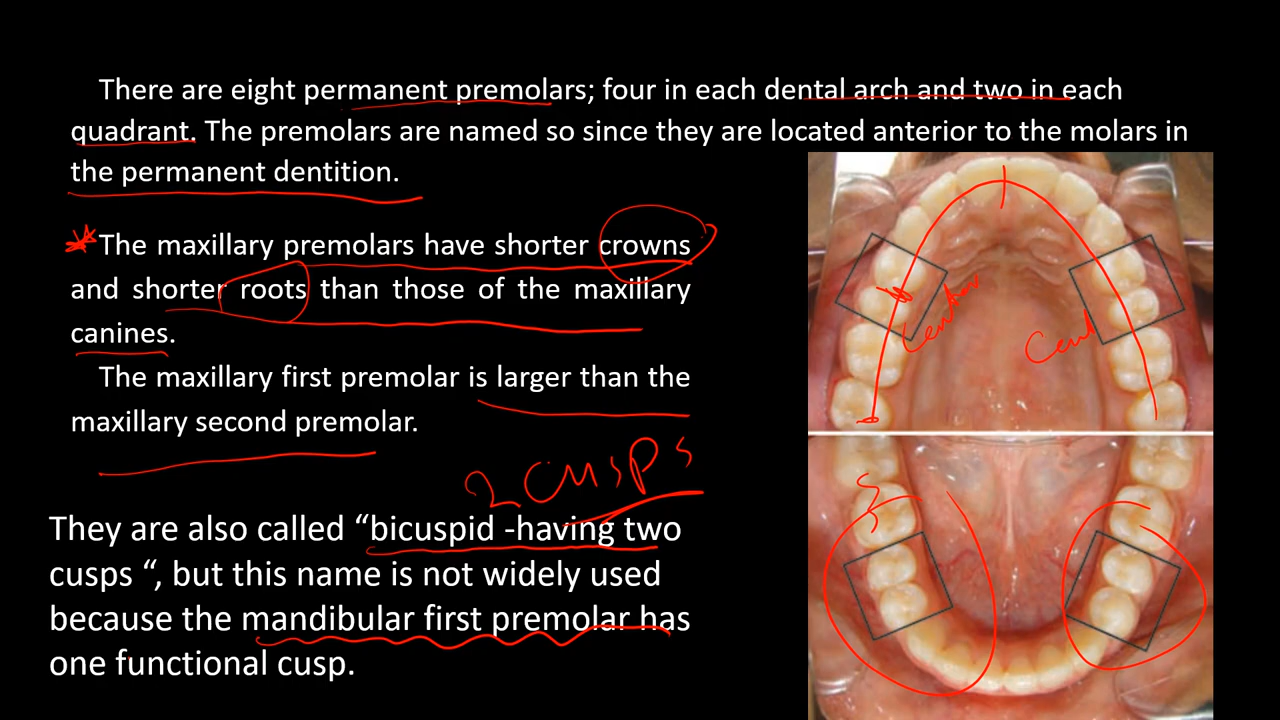 There are eight permanent premolars; four in each dental arch and two in each
quadrant. The premolars are named so since they are located anterior to the molars in
the permanent dentition.
The maxillary premolars have shorter crowns
and shorter roots than those of the maxillary
canines.
The maxillary first premolar is larger than the
maxillary second premolar.
2 cusps
They are also called “bicuspid -having two
cusps “, but this name is not widely used
because the mandibular first premolar has
one functional cusp.